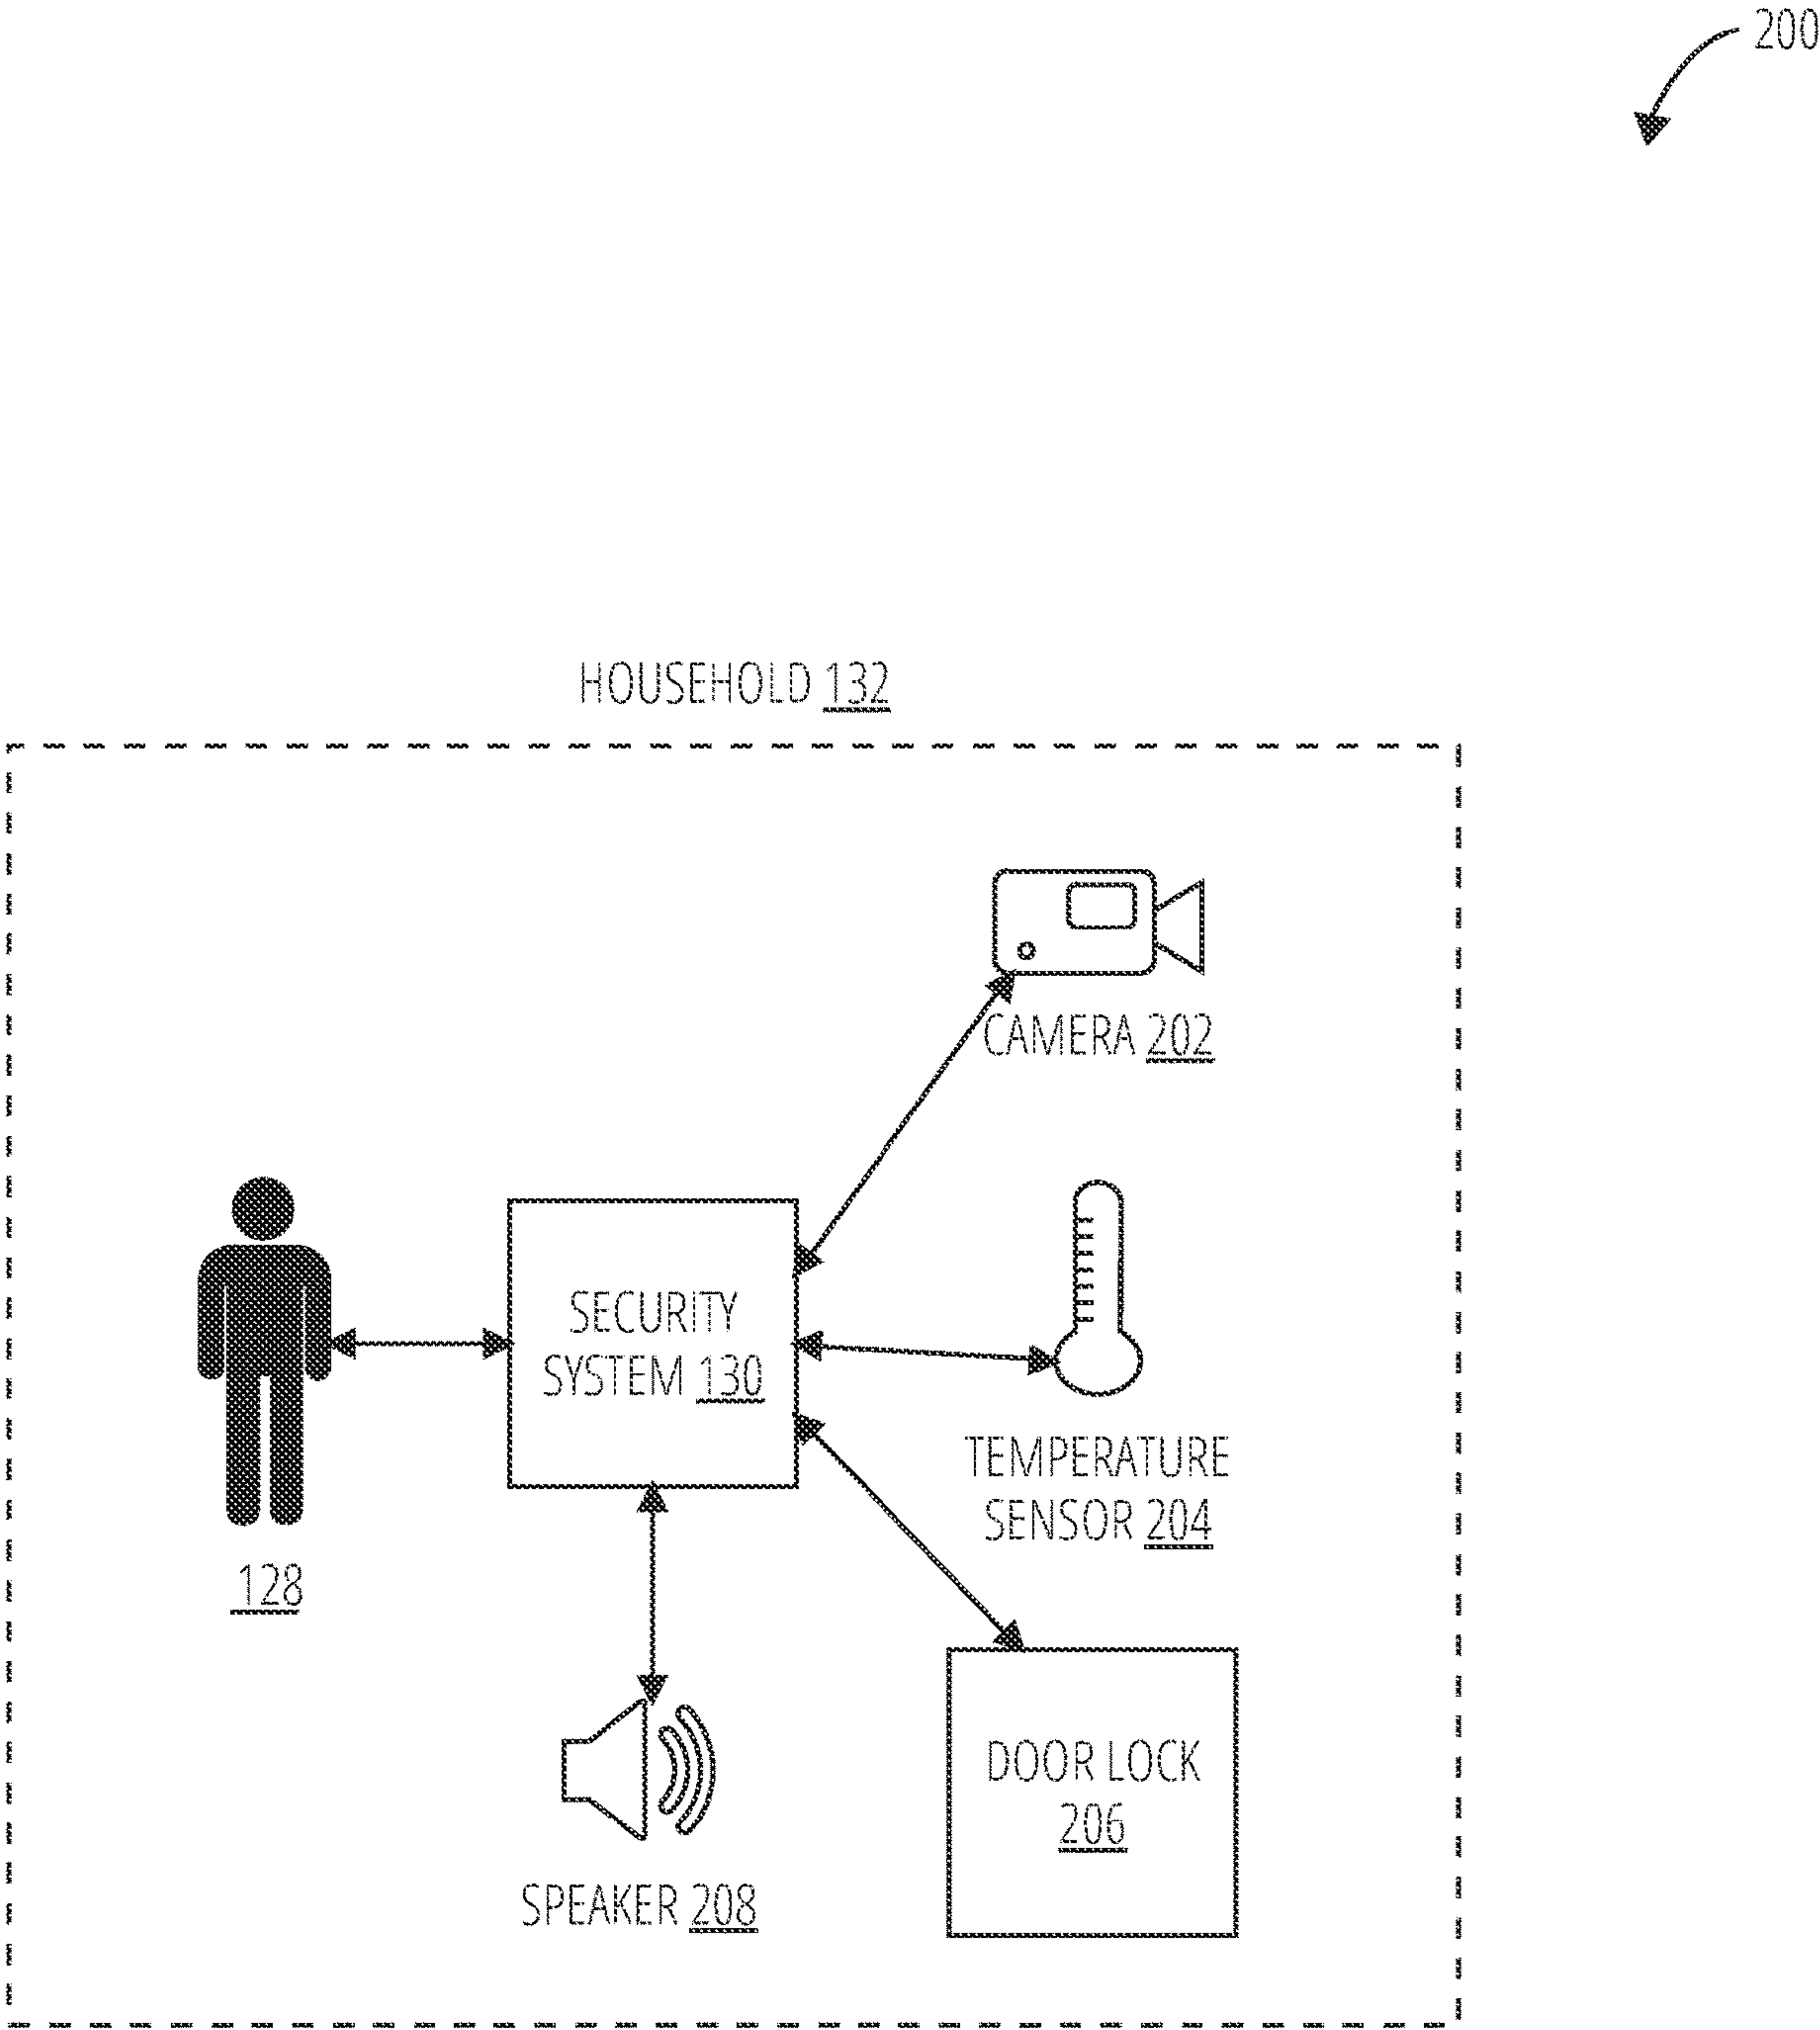 200
HOUSEHOLD 132
CAMERA 202
SECURITY
SYSTEM 130
TEMPERATURE
SENSOR 204
128
DOOR LOCK
206
SPEAKER 208